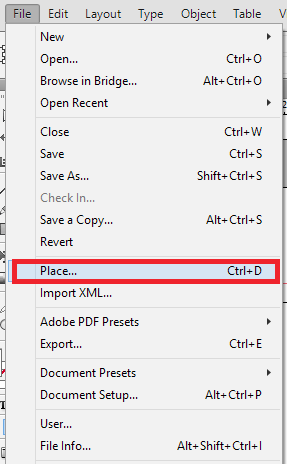 File Edit Layout Type Object Table
New
Open... Ctrl+O
Browse in Bridge... Alt+Ctrl+O
Open Recent
Close Ctrl+W
Save Ctrl+S
Save As... Shift+Ctrl+S
Check In...
Save a Copy... Alt+Ctrl+S
Revert
Place... Ctrl+D
Import XML...
Adobe PDF Presets
Export... Ctrl+E
Document Presets
Document Setup... Alt+Ctrl+P
User...
File Info... Alt+Shift+Ctrl+I